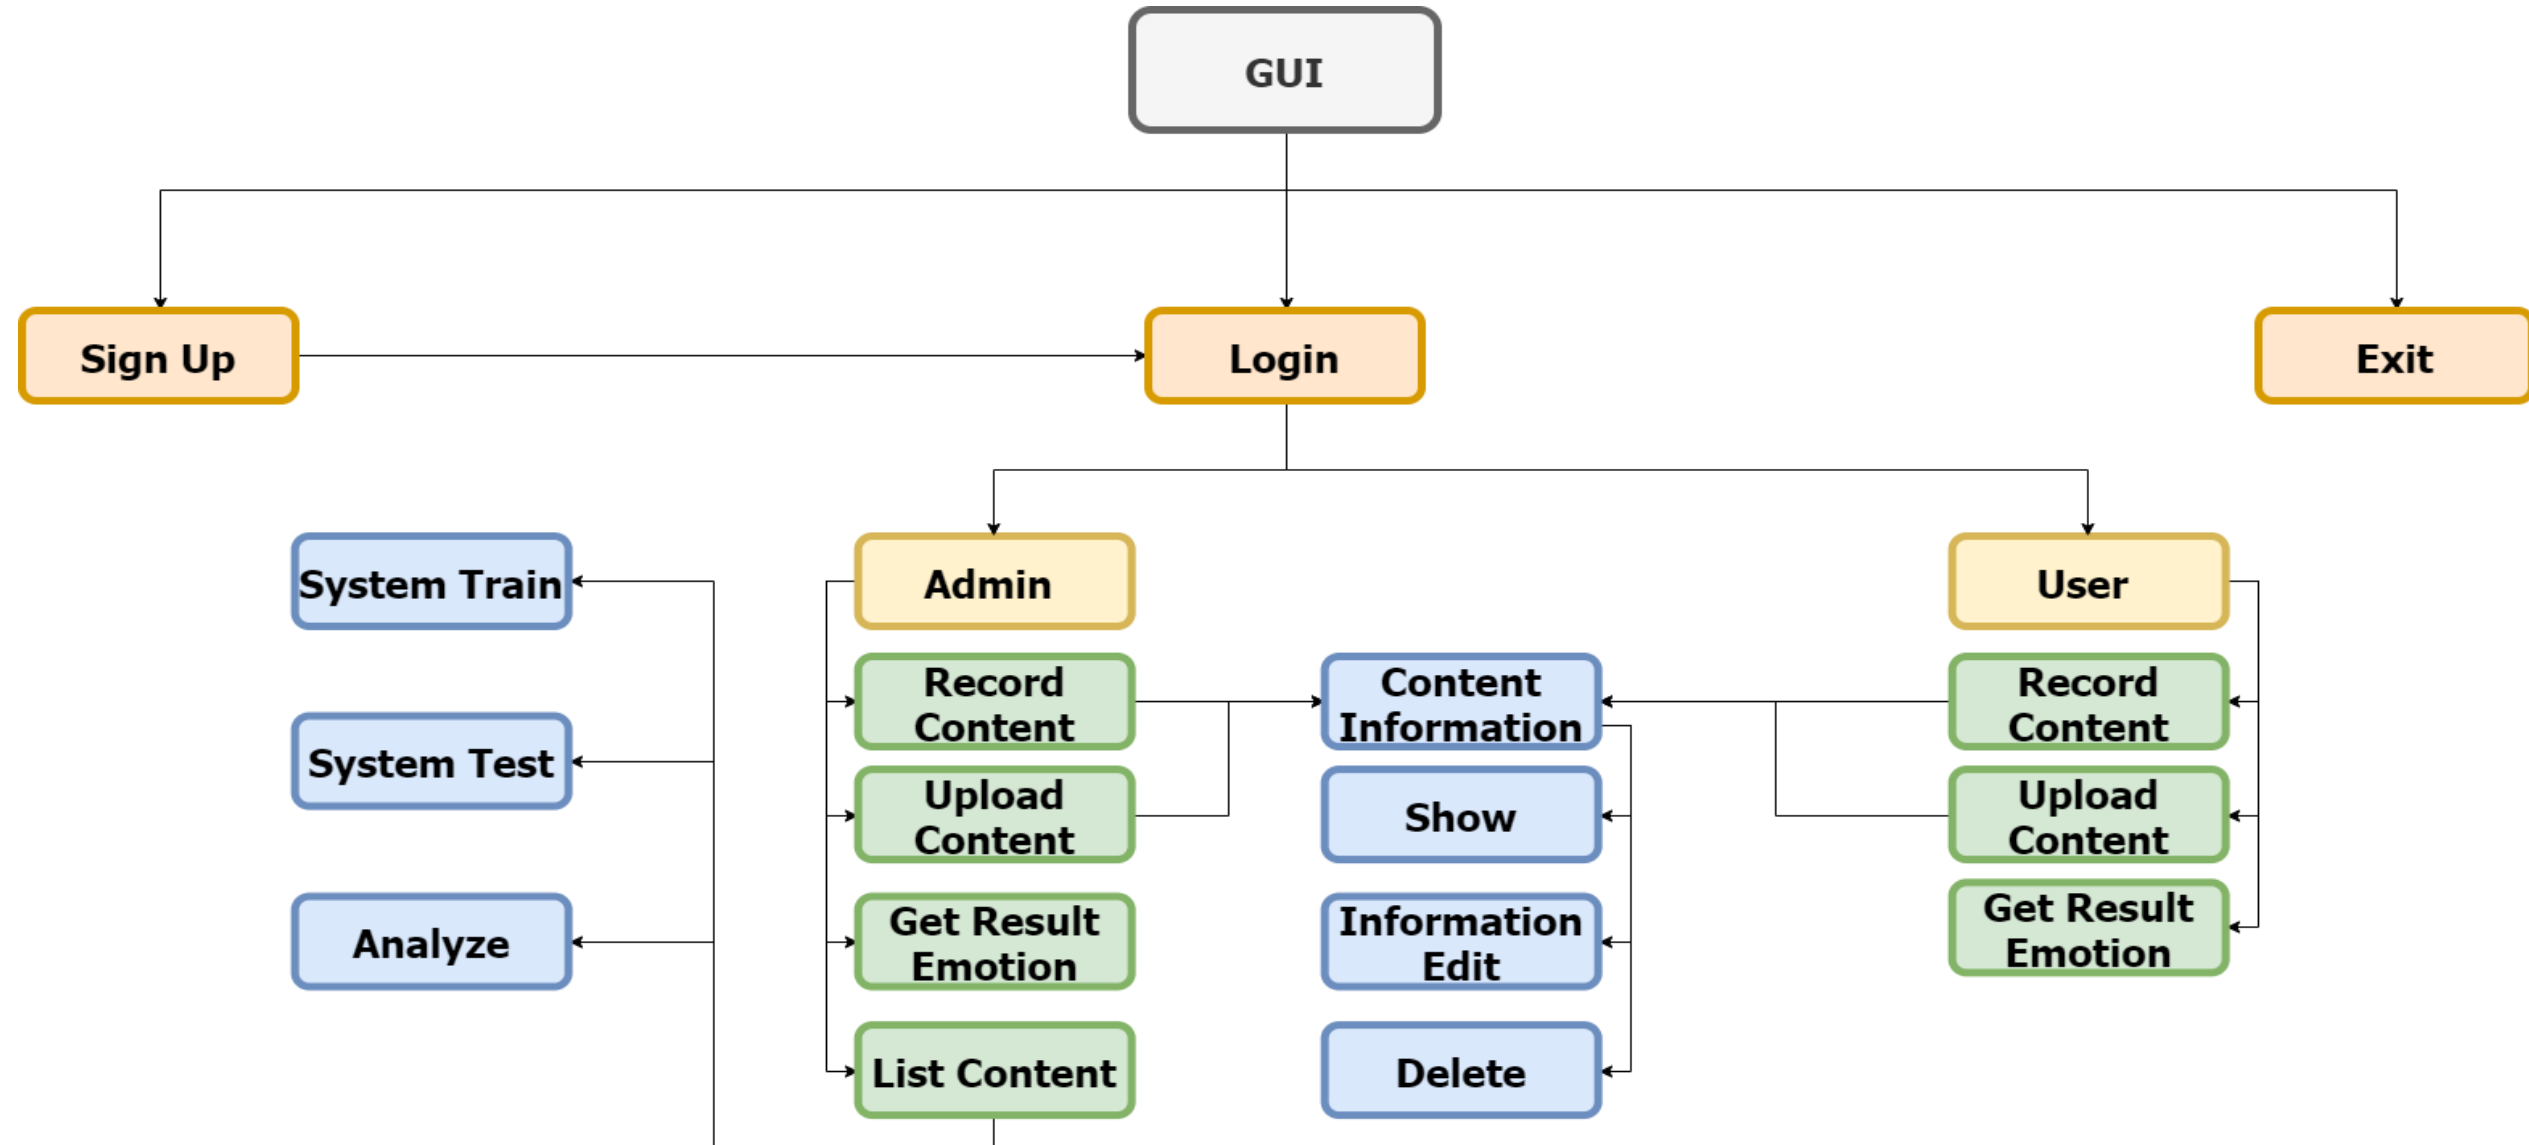 GUI
Sign Up
Login
Exit
System Train
Admin
User
Record
Content
Content
Information
Record
Content
System Test
Upload
Content
Show
Upload
Content
Analyze
Get Result
Emotion
Information
Edit
Get Result
Emotion
List Content
Delete